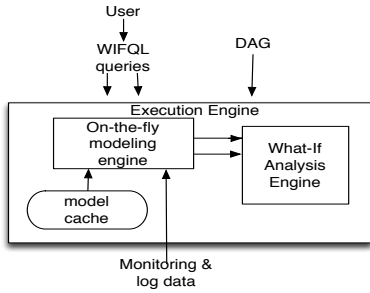 User
WIFQL
queries
DAG
Execution Engine
On-the-fly
modeling
engine
What-If
Analysis
Engine
model
cache
Monitoring &
log data